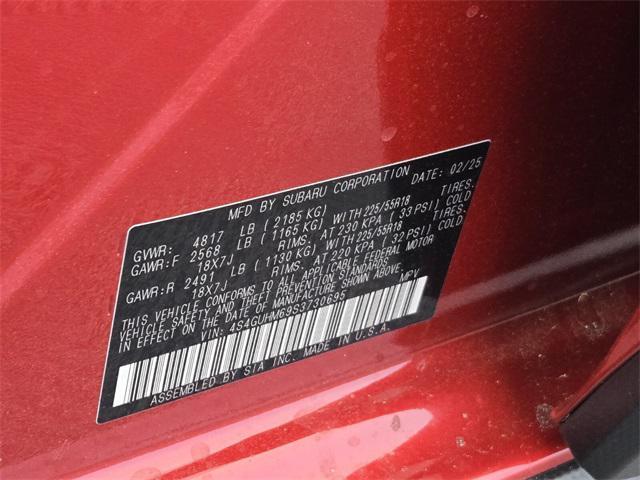 MFD BY SUBARU CORPORATION DATE: 02/25
GVWR: 4817 LB ( 2185 KG)
GAWR:F 2568 LB ( 1165 KG) WITH 225/55R18 TIRES,
18X7J RIMS, AT 230 KPA ( 33 PSI) COLD
GAWR:R 2491 LB ( 1130 KG) WITH 225/55R18 TIRES,
18X7J RIMS, AT 220 KPA ( 32 PSI) COLD
THIS VEHICLE CONFORMS TO ALL APPLICABLE FEDERAL MOTOR
VEHICLE SAFETY AND THEFT PREVENTION STANDARDS
IN EFFECT ON THE DATE OF MANUFACTURE SHOWN ABOVE.
VIN: 4S4GUHM69S3730695 MPV
ASSEMBLED BY SIA INC. MADE IN U.S.A.